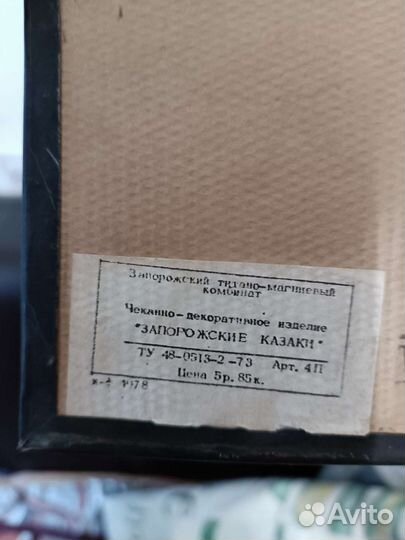 Запорожский титано-магниевый
комбинат
Чеканно-декоративное изделие
"ЗАПОРОЖСКИЕ КАЗАКИ"
ТУ 48-0513-2-73 Арт. 4П
Цена 5р. 85к.
1978
Avito